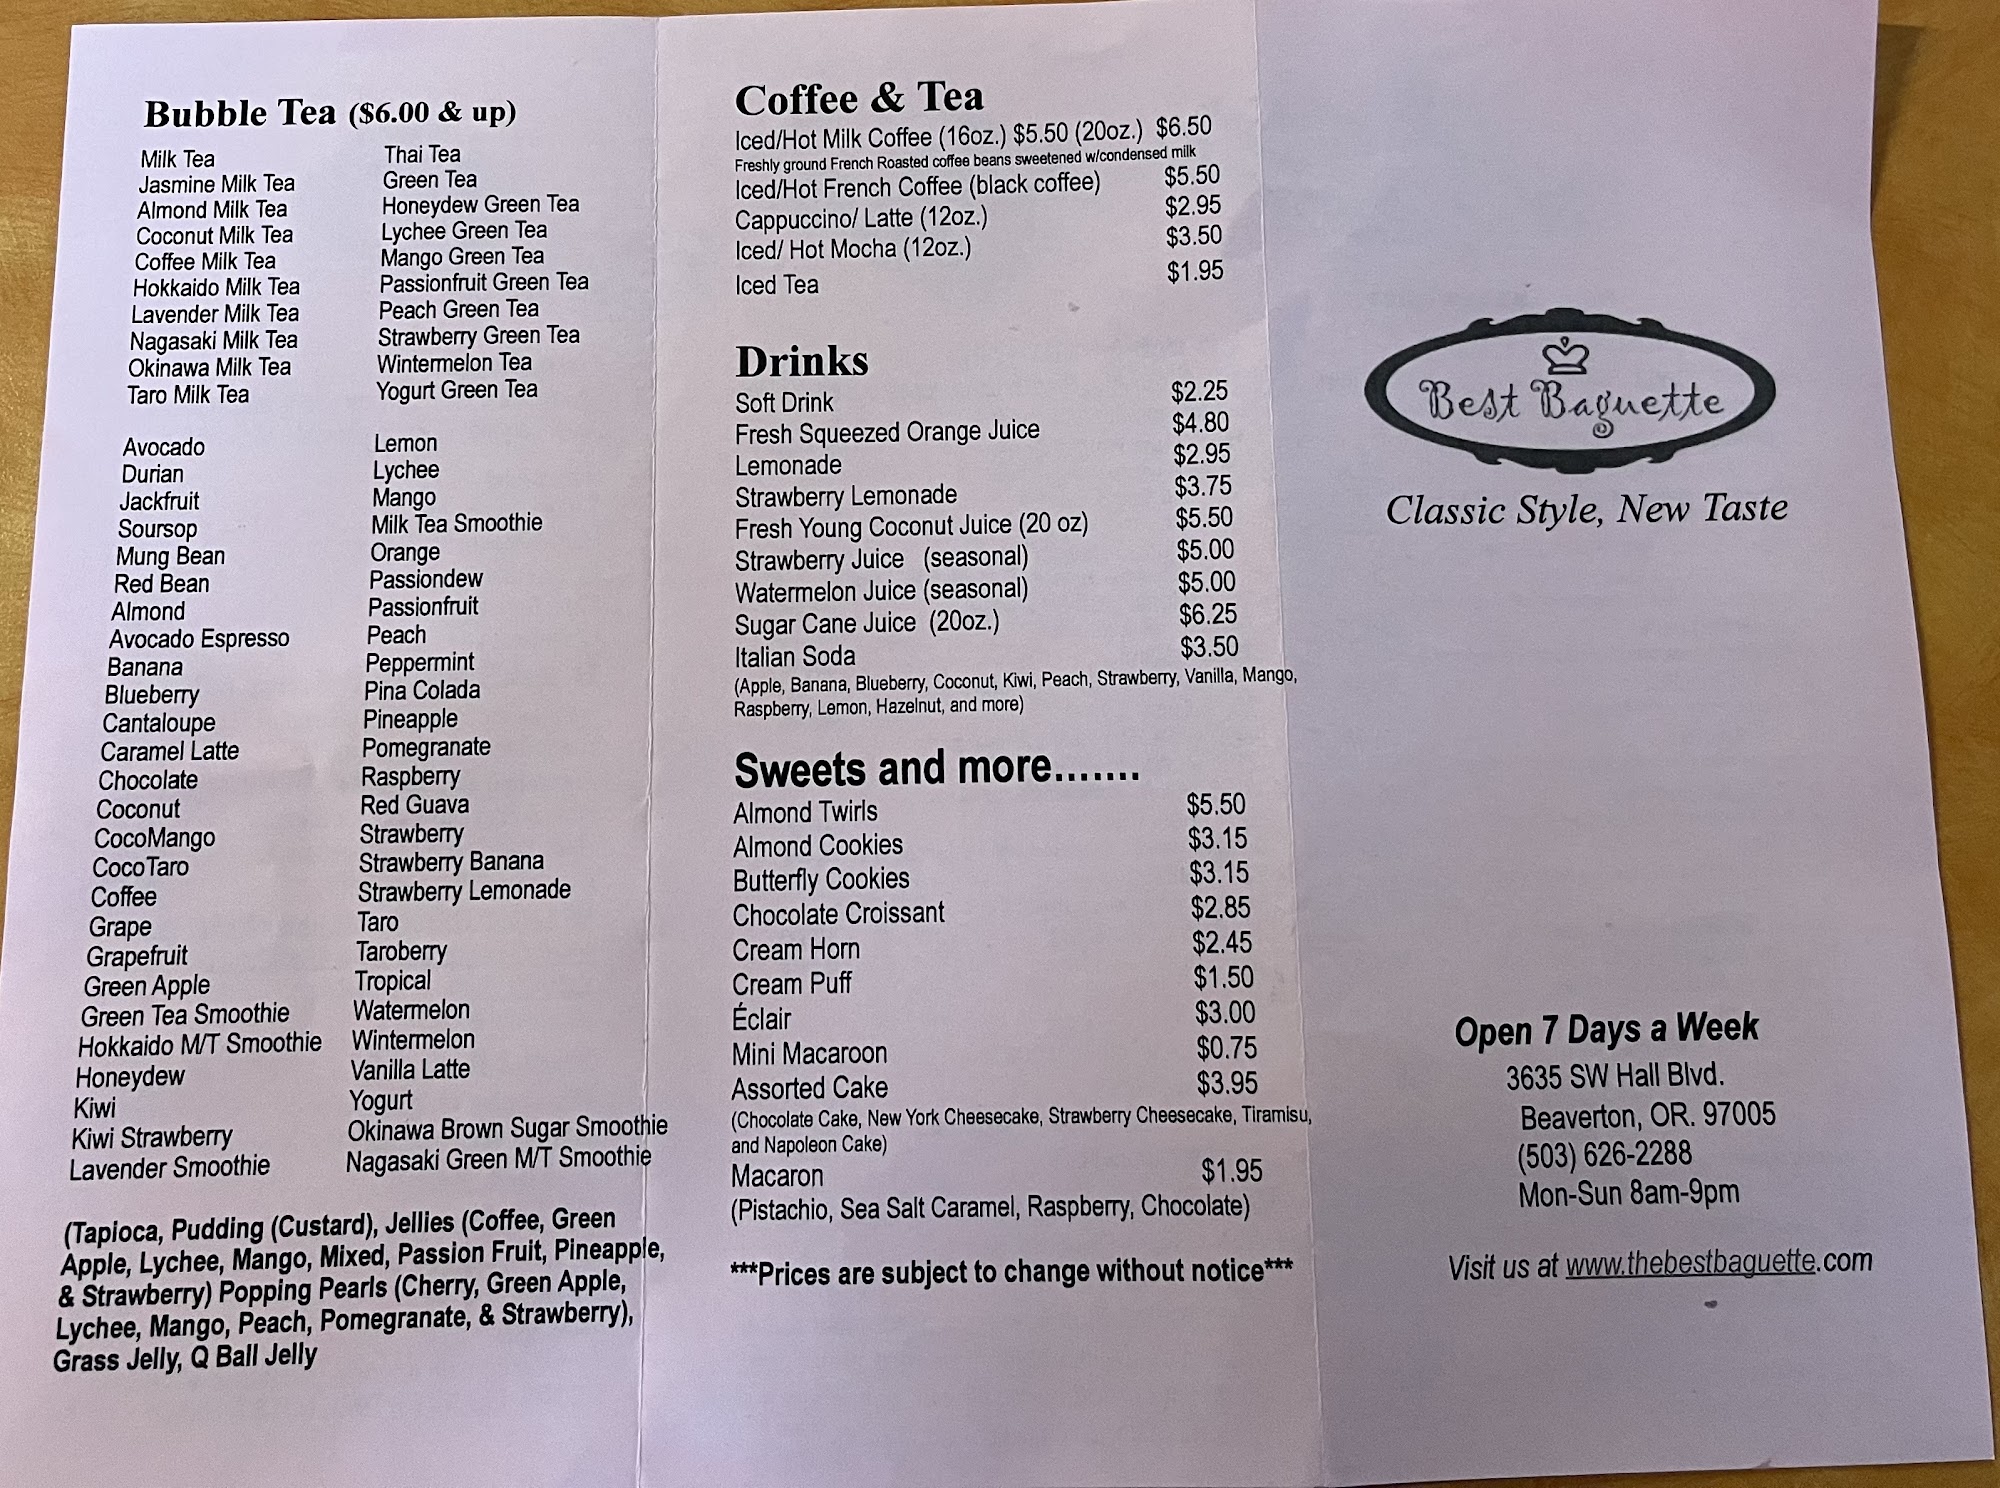 Bubble Tea ($6.00 & up)
Milk Tea
Jasmine Milk Tea
Almond Milk Tea
Coconut Milk Tea
Coffee Milk Tea
Hokkaido Milk Tea
Lavender Milk Tea
Nagasaki Milk Tea
Okinawa Milk Tea
Taro Milk Tea
Thai Tea
Green Tea
Honeydew Green Tea
Lychee Green Tea
Mango Green Tea
Passionfruit Green Tea
Peach Green Tea
Strawberry Green Tea
Wintermelon Tea
Yogurt Green Tea
Avocado
Durian
Jackfruit
Soursop
Mung Bean
Red Bean
Almond
Avocado Espresso
Banana
Blueberry
Cantaloupe
Caramel Latte
Chocolate
Coconut
CocoMango
CocoTaro
Coffee
Grape
Grapefruit
Green Apple
Green Tea Smoothie
Hokkaido M/T Smoothie
Honeydew
Kiwi
Kiwi Strawberry
Lavender Smoothie
Lemon
Lychee
Mango
Milk Tea Smoothie
Orange
Passiondew
Passionfruit
Peach
Peppermint
Pina Colada
Pineapple
Pomegranate
Raspberry
Red Guava
Strawberry
Strawberry Banana
Strawberry Lemonade
Taro
Taroberry
Tropical
Watermelon
Wintermelon
Vanilla Latte
Yogurt
Okinawa Brown Sugar Smoothie
Nagasaki Green M/T Smoothie
(Tapioca, Pudding (Custard), Jellies (Coffee, Green
Apple, Lychee, Mango, Mixed, Passion Fruit, Pineapple,
& Strawberry) Popping Pearls (Cherry, Green Apple,
Lychee, Mango, Peach, Pomegranate, & Strawberry),
Grass Jelly, Q Ball Jelly
Coffee & Tea
Iced/Hot Milk Coffee (16oz.) $5.50 (20oz.) $6.50
Freshly ground French Roasted coffee beans sweetened w/condensed milk
Iced/Hot French Coffee (black coffee) $5.50
Cappuccino/ Latte (12oz.) $2.95
Iced/ Hot Mocha (12oz.) $3.50
Iced Tea $1.95
Drinks
Soft Drink $2.25
Fresh Squeezed Orange Juice $4.80
Lemonade $2.95
Strawberry Lemonade $3.75
Fresh Young Coconut Juice (20 oz) $5.50
Strawberry Juice (seasonal) $5.00
Watermelon Juice (seasonal) $5.00
Sugar Cane Juice (20oz.) $6.25
Italian Soda $3.50
(Apple, Banana, Blueberry, Coconut, Kiwi, Peach, Strawberry, Vanilla, Mango,
Raspberry, Lemon, Hazelnut, and more)
Sweets and more.......
Almond Twirls $5.50
Almond Cookies $3.15
Butterfly Cookies $3.15
Chocolate Croissant $2.85
Cream Horn $2.45
Cream Puff $1.50
Éclair $3.00
Mini Macaroon $0.75
Assorted Cake $3.95
(Chocolate Cake, New York Cheesecake, Strawberry Cheesecake, Tiramisu,
and Napoleon Cake)
Macaron $1.95
(Pistachio, Sea Salt Caramel, Raspberry, Chocolate)
***Prices are subject to change without notice***
Best Baguette
Classic Style, New Taste
Open 7 Days a Week
3635 SW Hall Blvd.
Beaverton, OR. 97005
(503) 626-2288
Mon-Sun 8am-9pm
Visit us at www.thebestbaguette.com